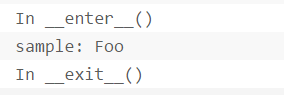 In __enter__()
sample: Foo
In __exit__()